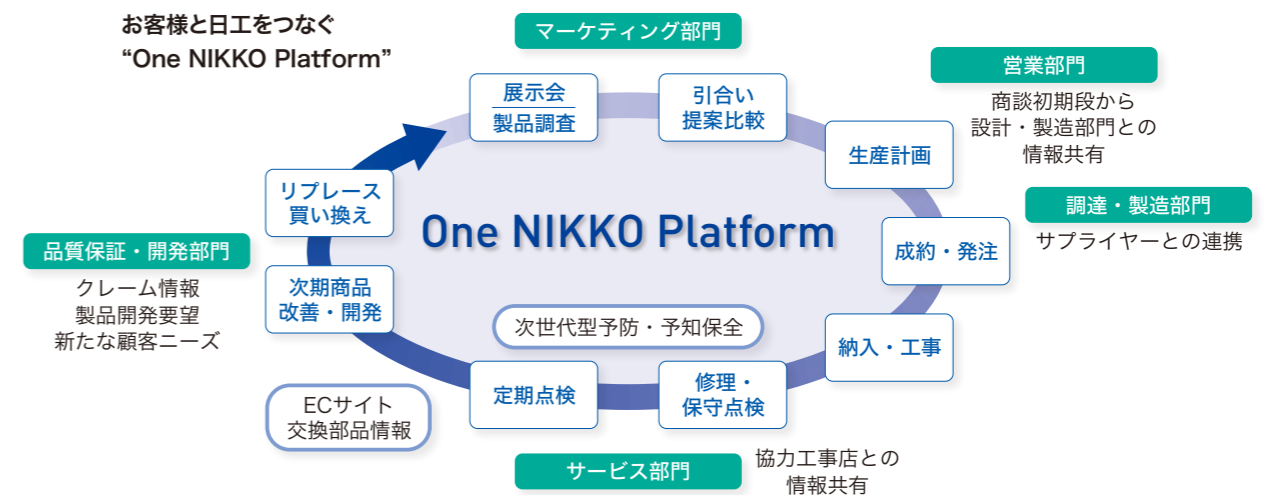 お客様と日工をつなぐ
“One NIKKO Platform”
マーケティング部門
展示会
製品調査
引合い
提案比較
営業部門
商談初期段から
設計・製造部門との
情報共有
生産計画
調達・製造部門
サプライヤーとの連携
成約・発注
納入・工事
修理・
保守点検
サービス部門
協力工事店との
情報共有
定期点検
次世代型予防・予知保全
ECサイト
交換部品情報
次期商品
改善・開発
品質保証・開発部門
クレーム情報
製品開発要望
新たな顧客ニーズ
リプレース
買い換え
One NIKKO Platform